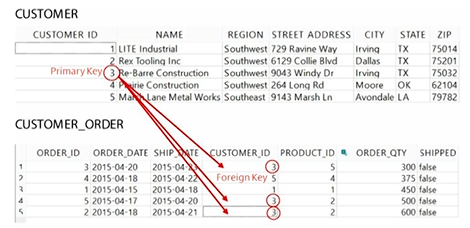 CUSTOMER
CUSTOMER ID NAME REGION STREET ADDRESS CITY STATE ZIP
1 LITE Industrial Southwest 729 Ravine Way Irving TX 75014
2 Rex Tooling Inc Southwest 6129 Collie Blvd Dallas TX 75201
Primary Key 3 Re-Barre Construction Southwest 9043 Windy Dr Irving TX 75032
4 Prairie Construction Southwest 264 Long Rd Moore OK 62104
5 Marsh Lane Metal Works Southeast 9143 Marsh Ln Avondale LA 79782
CUSTOMER_ORDER
ORDER_ID ORDER_DATE SHIP_DATE CUSTOMER_ID PRODUCT_ID ORDER_QTY SHIPPED
1 3 2015-04-20 2015-04-23 3 5 300 false
2 4 2015-04-18 2015-04-22 Foreign Key 5 4 375 false
3 1 2015-04-15 2015-04-18 1 1 450 false
4 5 2015-04-17 2015-04-20 3 2 500 false
5 2 2015-04-18 2015-04-21 3 2 600 false